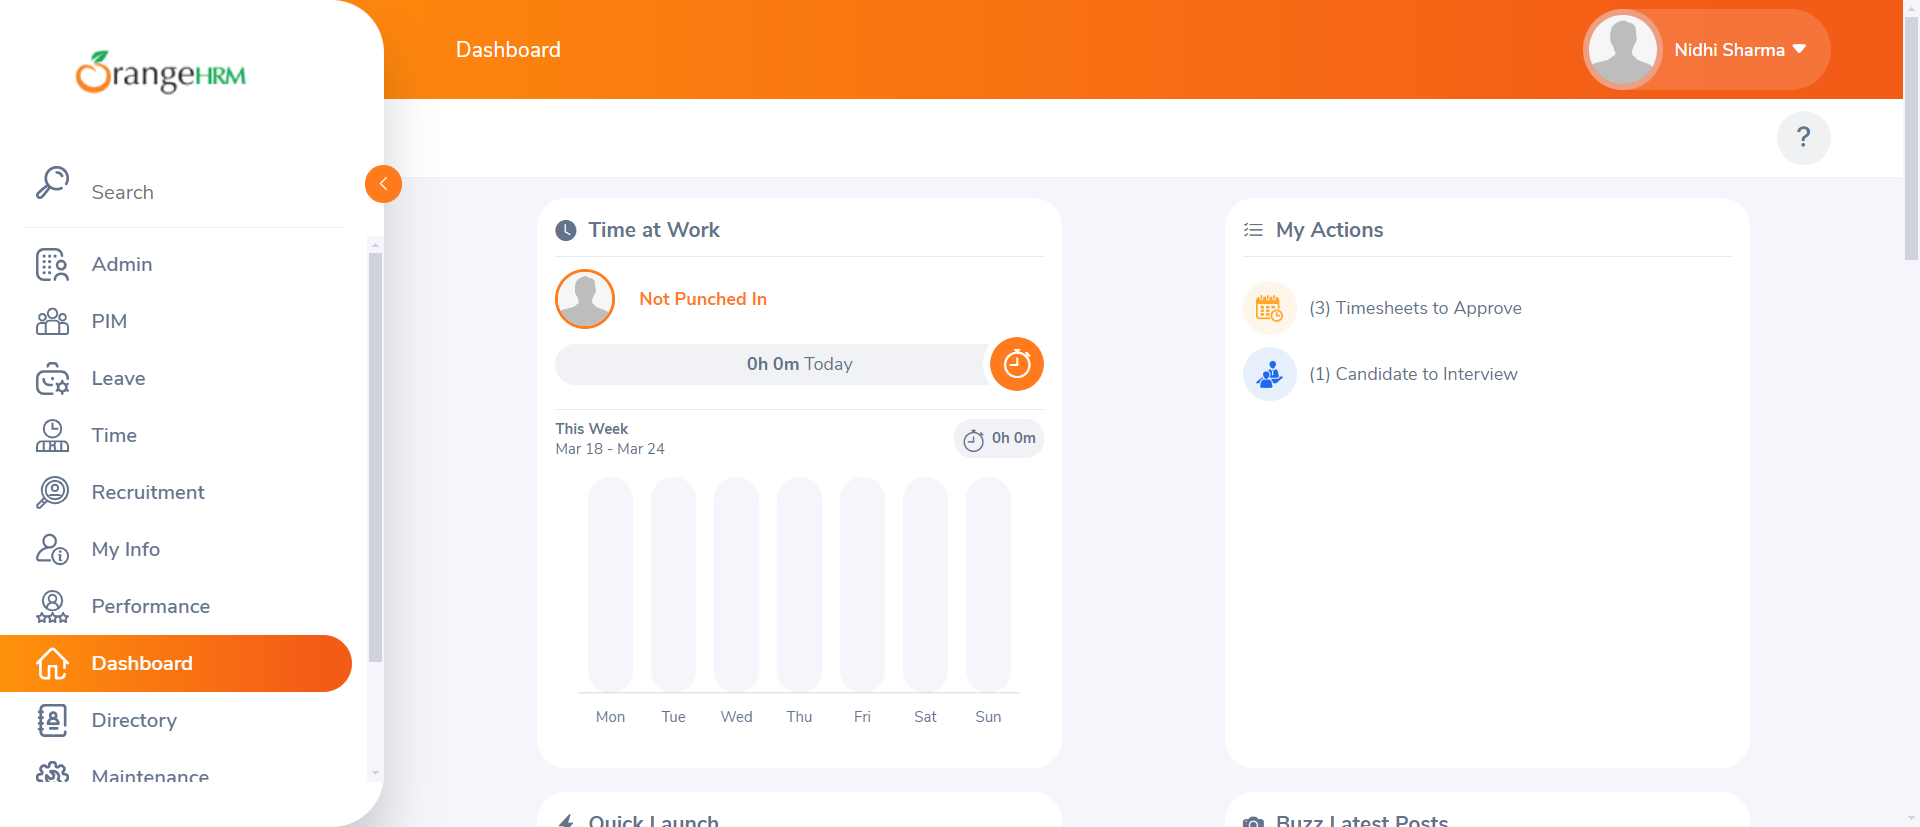 OrangeHRM
Search
Admin
PIM
Leave
Time
Recruitment
My Info
Performance
Dashboard
Directory
Maintenance
Dashboard
Nidhi Sharma
?
Time at Work
Not Punched In
0h 0m Today
This Week
Mar 18 - Mar 24
0h 0m
Mon Tue Wed Thu Fri Sat Sun
My Actions
(3) Timesheets to Approve
(1) Candidate to Interview
Quick Launch
Buzz Latest Posts